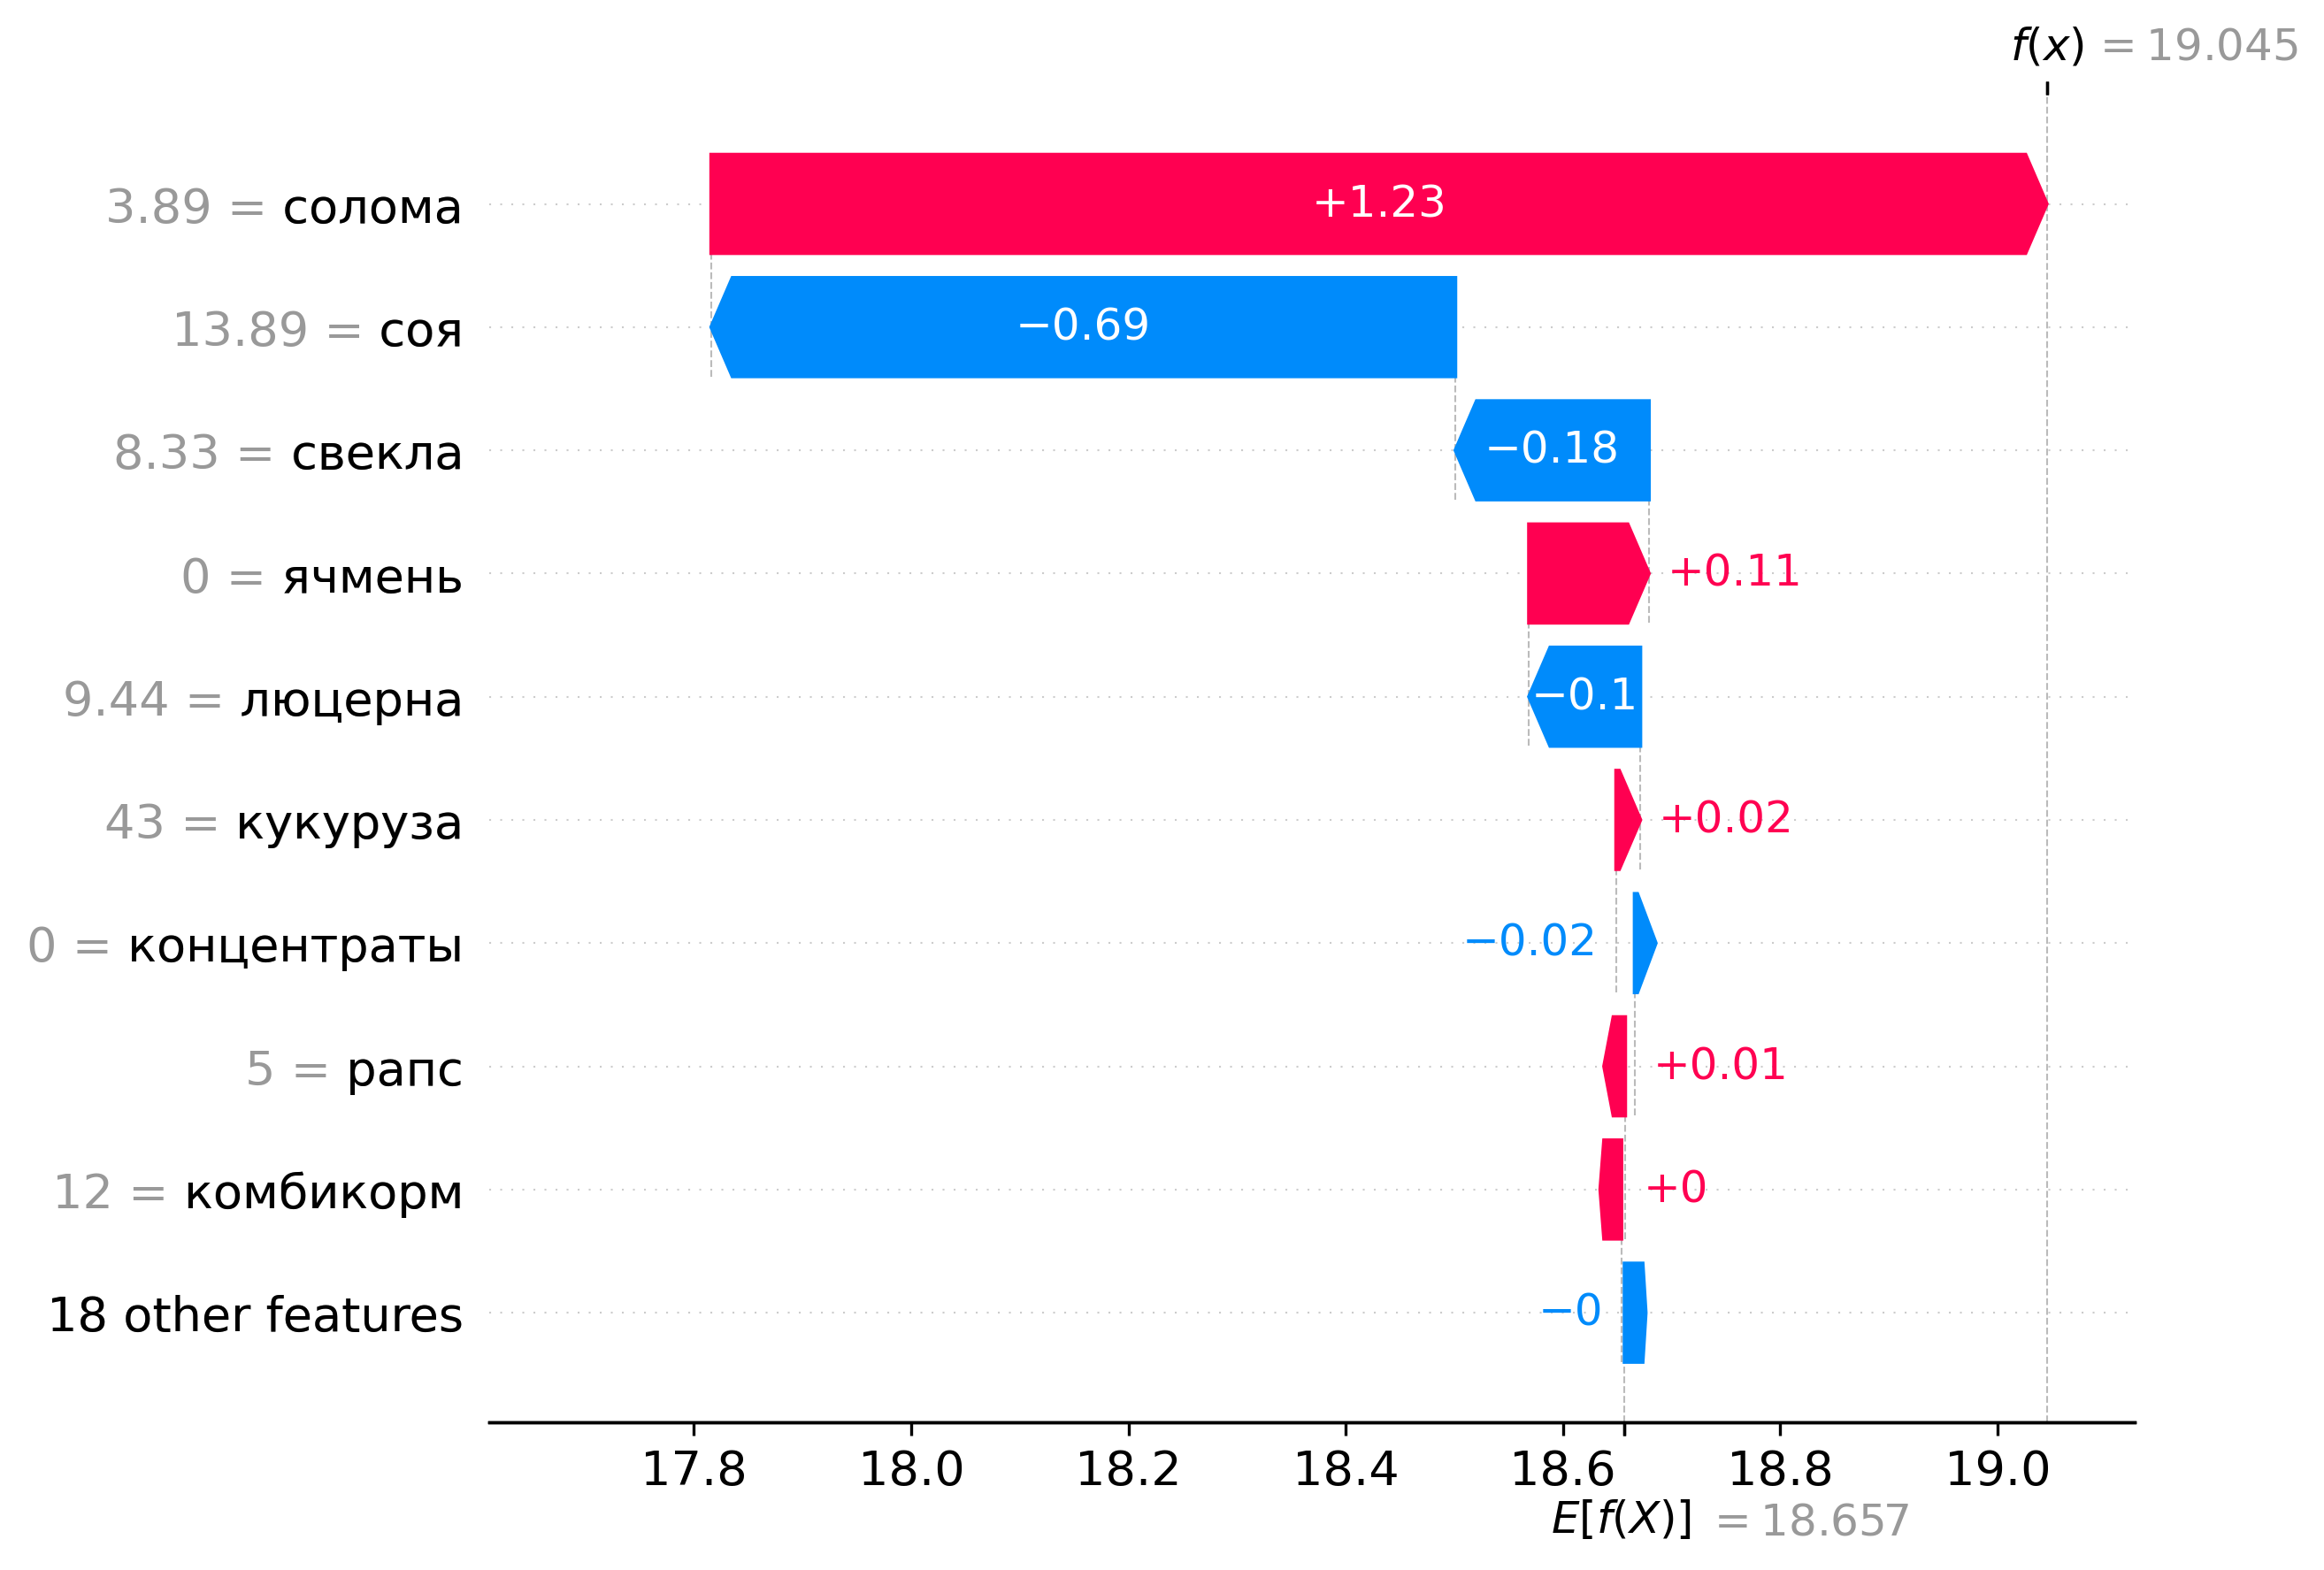 f(x) = 19.045
3.89 = солома
+1.23
13.89 = соя
−0.69
8.33 = свекла
−0.18
0 = ячмень
+0.11
9.44 = люцерна
−0.1
43 = кукуруза
+0.02
0 = концентраты
−0.02
5 = рапс
+0.01
12 = комбикорм
+0
18 other features
−0
17.8 18.0 18.2 18.4 18.6 18.8 19.0
E[f(X)] = 18.657